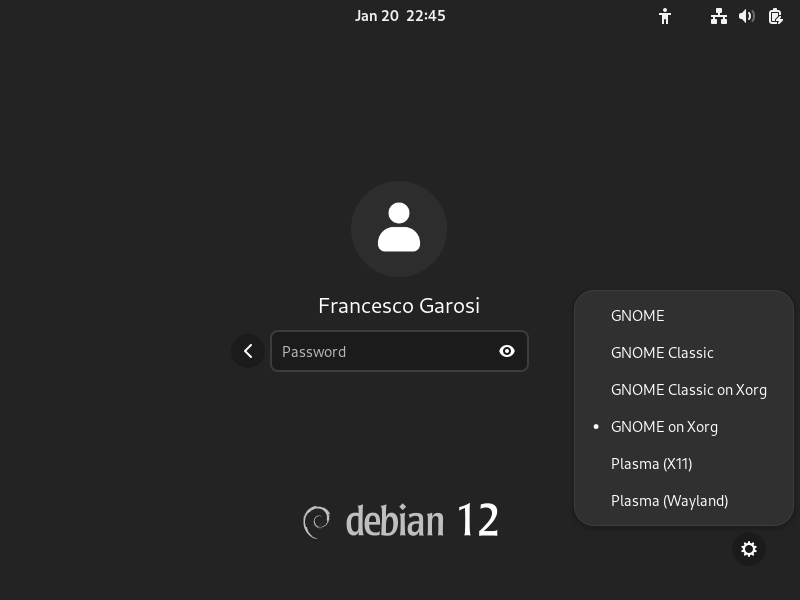 Jan 20 22:45
Francesco Garosi
Password
GNOME
GNOME Classic
GNOME Classic on Xorg
GNOME on Xorg
Plasma (X11)
Plasma (Wayland)
debian 12